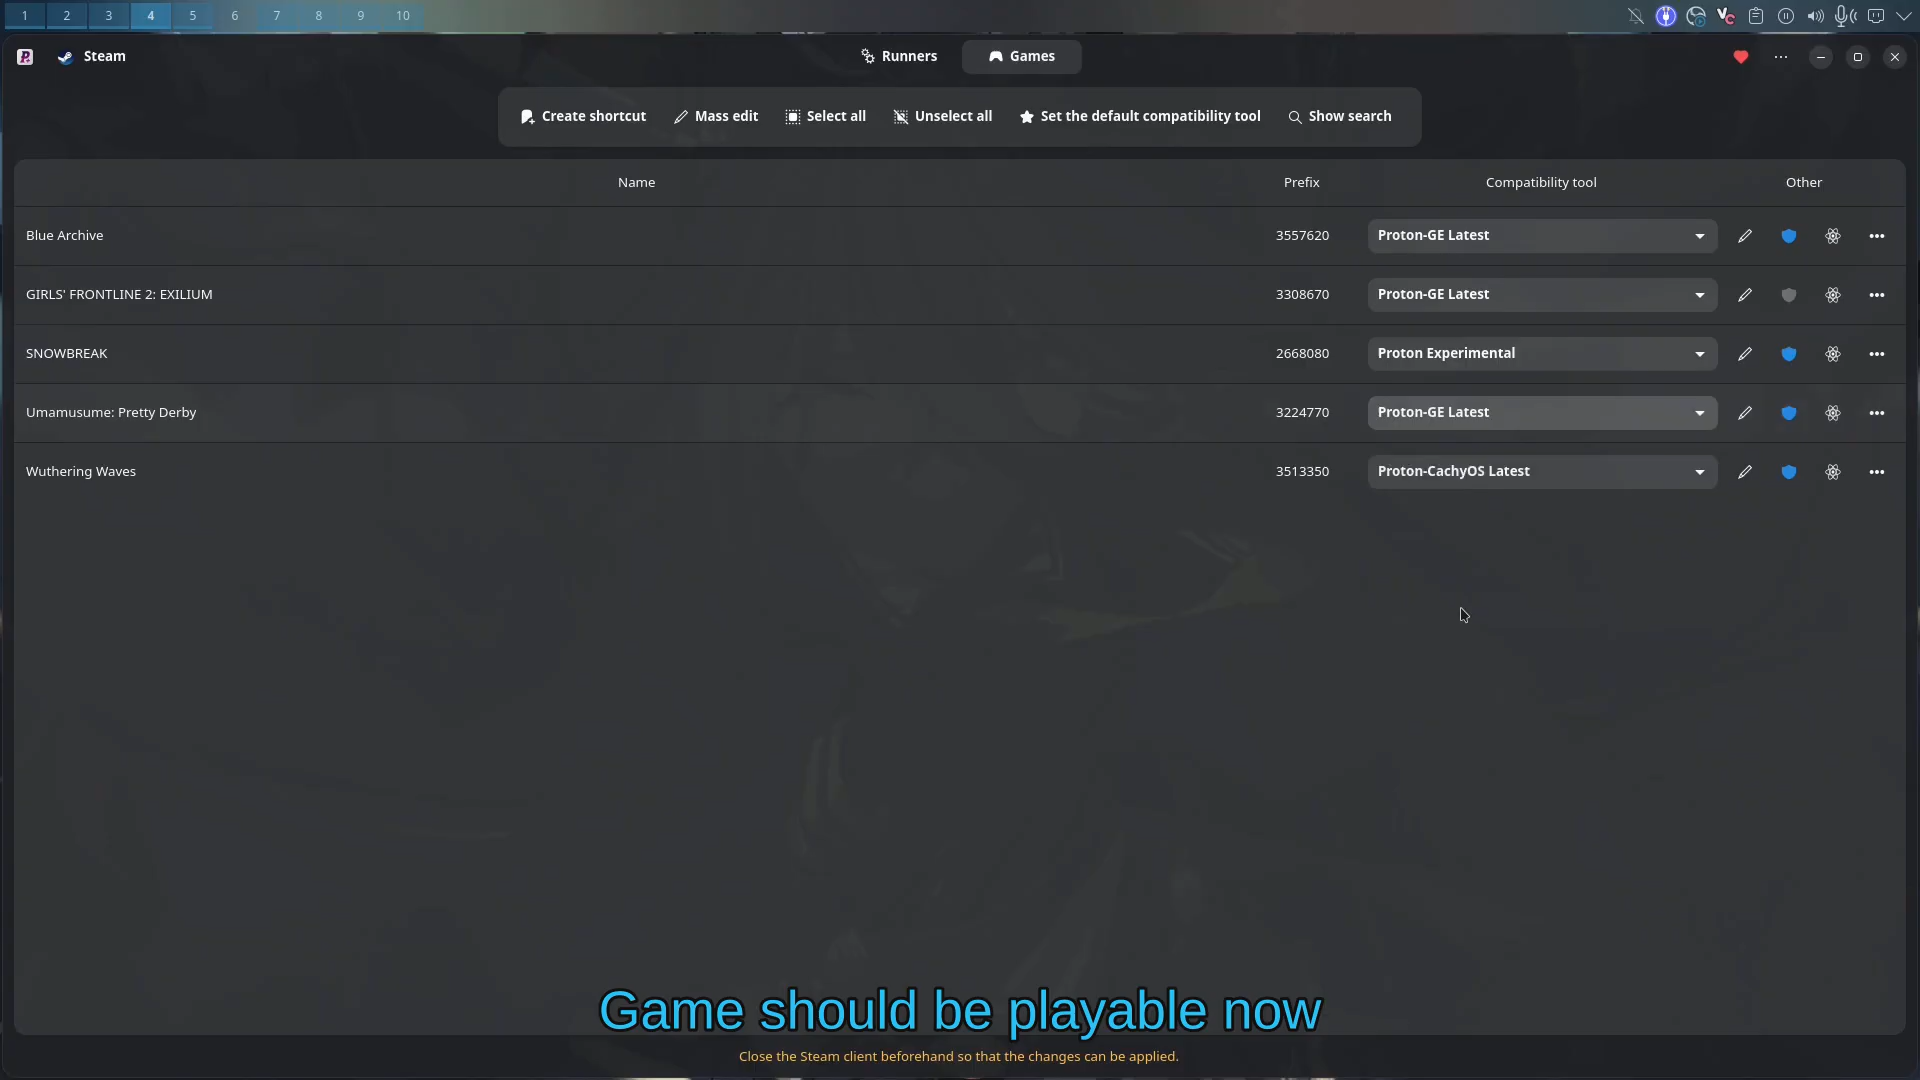 1 2 3 4 5 6 7 8 9 10
Steam
Runners Games
Create shortcut Mass edit Select all Unselect all Set the default compatibility tool Show search
Name Prefix Compatibility tool Other
Blue Archive 3557620 Proton-GE Latest
GIRLS' FRONTLINE 2: EXILIUM 3308670 Proton-GE Latest
SNOWBREAK 2668080 Proton Experimental
Umamusume: Pretty Derby 3224770 Proton-GE Latest
Wuthering Waves 3513350 Proton-CachyOS Latest
Game should be playable now
Close the Steam client beforehand so that the changes can be applied.